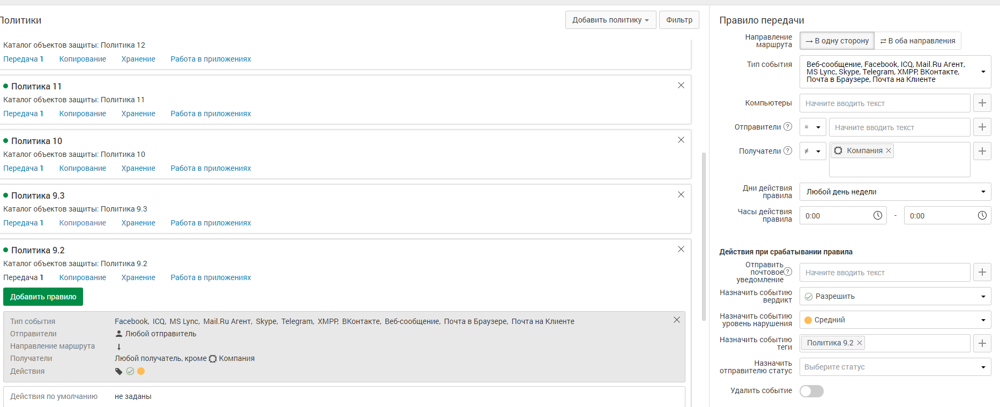 Политики
Добавить политику
Фильтр
Каталог объектов защиты: Политика 12
Передача 1 Копирование Хранение Работа в приложениях
Политика 11
Каталог объектов защиты: Политика 11
Передача 1 Копирование Хранение Работа в приложениях
Политика 10
Каталог объектов защиты: Политика 10
Передача 1 Копирование Хранение Работа в приложениях
Политика 9.3
Каталог объектов защиты: Политика 9.3
Передача 1 Копирование Хранение Работа в приложениях
Политика 9.2
Каталог объектов защиты: Политика 9.2
Передача 1 Копирование Хранение Работа в приложениях
Добавить правило
Тип события Facebook, ICQ, MS Lync, Mail.Ru Агент, Skype, Telegram, XMPP, ВКонтакте, Веб-сообщение, Почта в Браузере, Почта на Клиенте
Отправители Любой отправитель
Направление маршрута ↓
Получатели Любой получатель, кроме Компания
Действия
Действия по умолчанию не заданы
Правило передачи
Направление
маршрута
→ В одну сторону ⇄ В оба направления
Тип события
Веб-сообщение, Facebook, ICQ, Mail.Ru Агент,
MS Lync, Skype, Telegram, XMPP, ВКонтакте,
Почта в Браузере, Почта на Клиенте
Компьютеры Начните вводить текст +
Отправители ? = Начните вводить текст +
Получатели ? ≠ Компания × +
Дни действия
правила
Любой день недели
Часы действия
правила
0:00 - 0:00
Действия при срабатывании правила
Отправить
почтовое
уведомление
? Начните вводить текст +
Назначить событию
вердикт
Разрешить
Назначить событию
уровень нарушения
Средний
Назначить событию
теги
Политика 9.2 × +
Назначить
отправителю статус
Выберите статус
Удалить событие